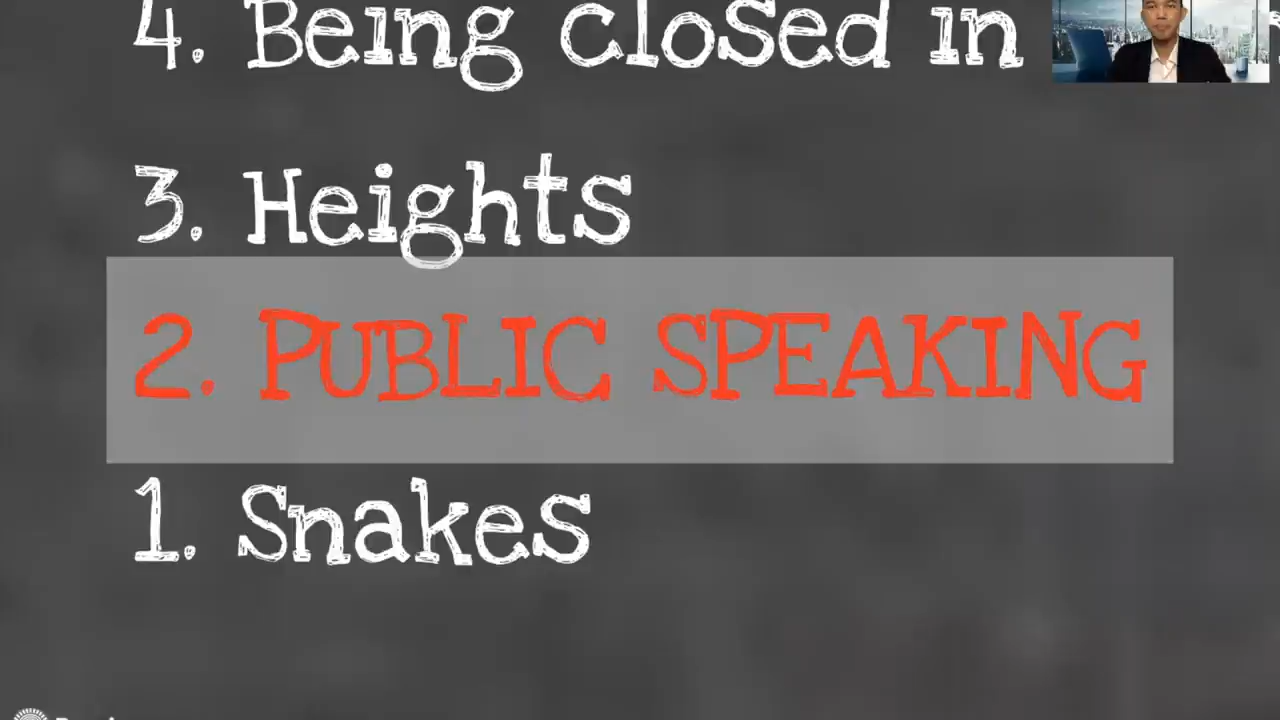 4. Being closed in
3. Heights
2. PUBLIC SPEAKING
1. Snakes